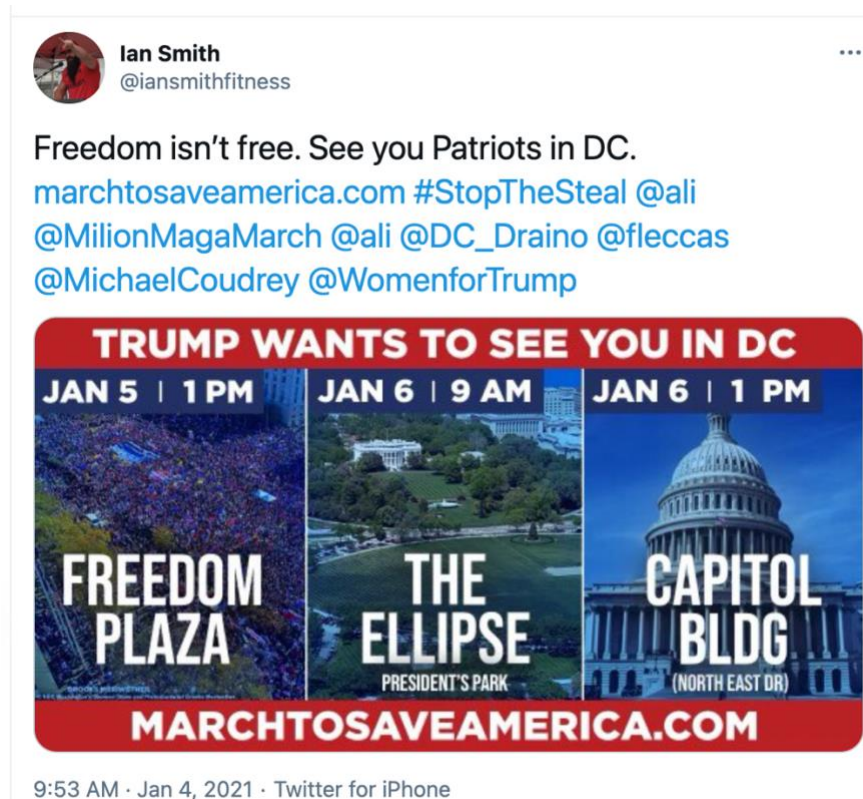 Ian Smith
@iansmithfitness
Freedom isn't free. See you Patriots in DC.
marchtosaveamerica.com #StopTheSteal @ali
@MilionMagaMarch @ali @DC_Draino @fleccas
@MichaelCoudrey @WomenforTrump
TRUMP WANTS TO SEE YOU IN DC
JAN 5 | 1 PM
FREEDOM
PLAZA
JAN 6 | 9 AM
THE
ELLIPSE
PRESIDENT'S PARK
JAN 6 | 1 PM
CAPITOL
BLDG
(NORTH EAST DR)
MARCHTOSAVEAMERICA.COM
9:53 AM · Jan 4, 2021 · Twitter for iPhone